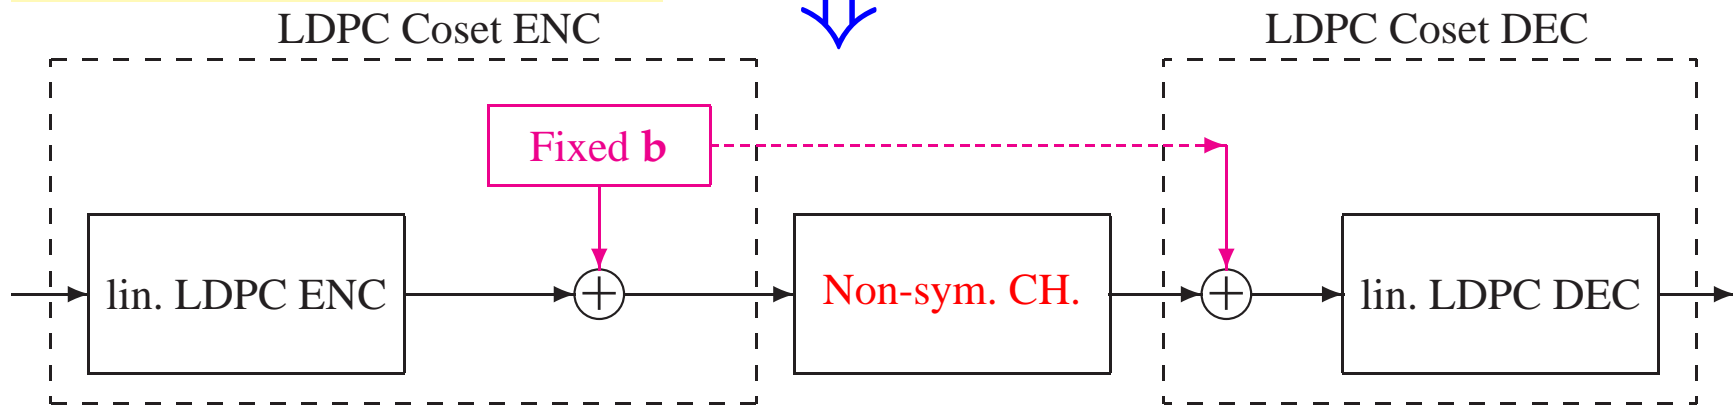 LDPC Coset ENC
LDPC Coset DEC
Fixed b
lin. LDPC ENC
Non-sym. CH.
lin. LDPC DEC